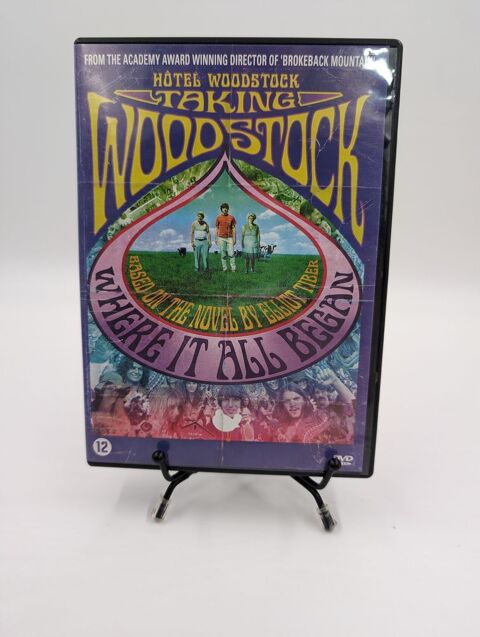 FROM THE ACADEMY AWARD WINNING DIRECTOR OF 'BROKEBACK MOUNTAIN'
HÔTEL WOODSTOCK
TAKING
WOODSTOCK
BASED ON THE NOVEL BY ELLIOT TIBER
WHERE IT ALL BEGAN
12
DVD